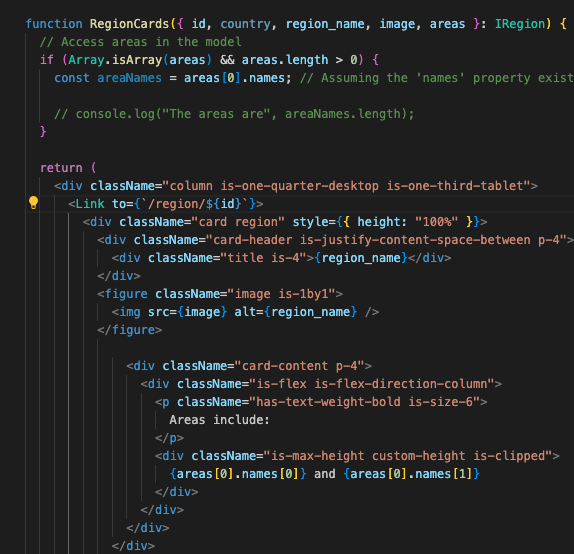 function RegionCards({ id, country, region_name, image, areas }: IRegion) {
// Access areas in the model
if (Array.isArray(areas) && areas.length > 0) {
const areaNames = areas[0].names; // Assuming the 'names' property exist
// console.log("The areas are", areaNames.length);
}
return (
<div className="column is-one-quarter-desktop is-one-third-tablet">
<Link to={`/region/${id}`}>
<div className="card region" style={{ height: "100%" }}>
<div className="card-header is-justify-content-space-between p-4">
<div className="title is-4">{region_name}</div>
</div>
<figure className="image is-1by1">
<img src={image} alt={region_name} />
</figure>
<div className="card-content p-4">
<div className="is-flex is-flex-direction-column">
<p className="has-text-weight-bold is-size-6">
Areas include:
</p>
<div className="is-max-height custom-height is-clipped">
{areas[0].names[0]} and {areas[0].names[1]}
</div>
</div>
</div>
</div>